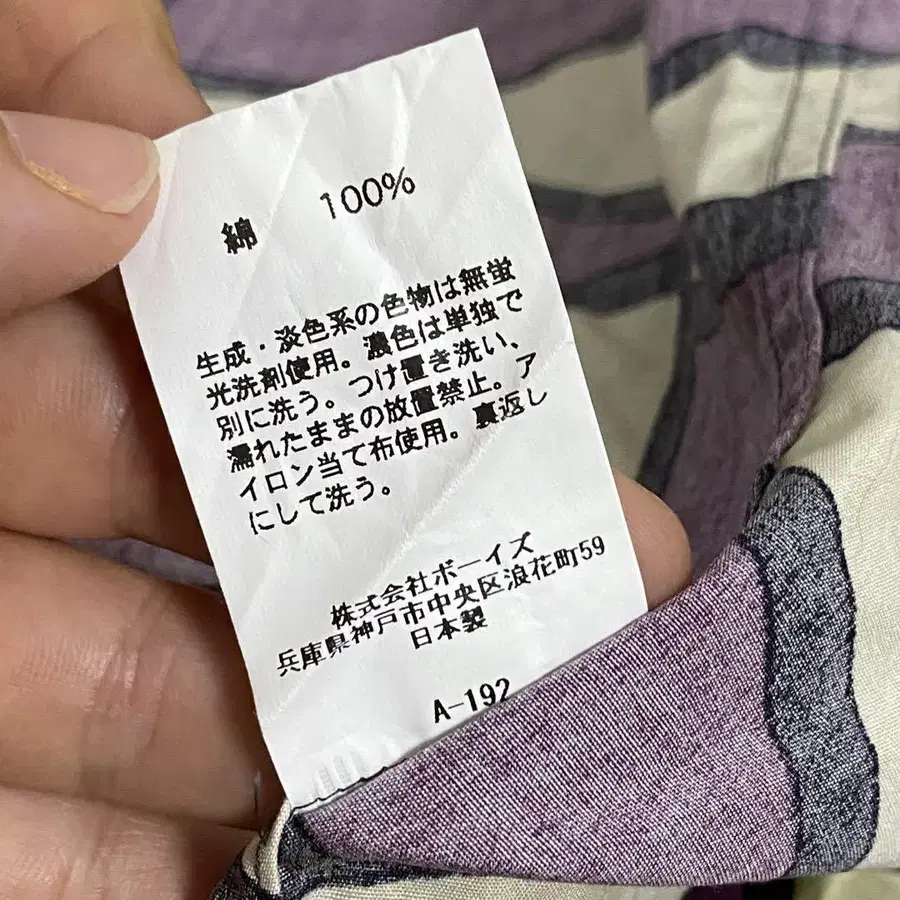 綿 100%
生成・淡色系の色物は無蛍
光洗剤使用。濃色は単独で
別に洗う。つけ置き洗い、
濡れたままの放置禁止。ア
イロン当て布使用。裏返し
にして洗う。
株式会社ボーイズ
兵庫県神戸市中央区浪花町59
日本製
A-192